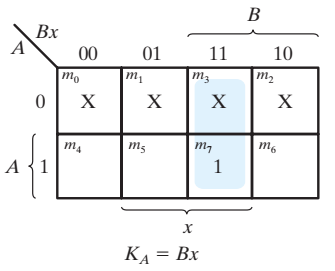 B
Bx
A
00 01 11 10
m0 m1 m3 m2
0 X X X X
m4 m5 m7 m6
A { 1 1
x
KA = Bx